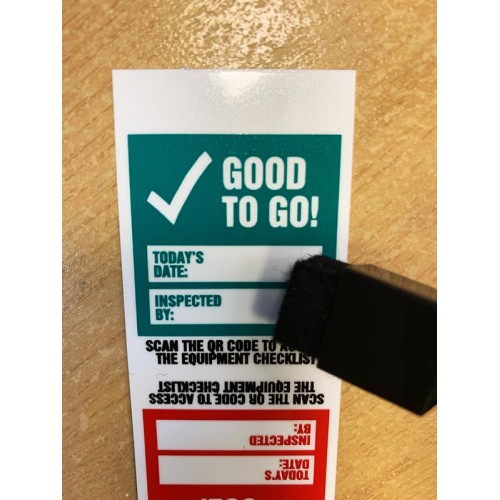 GOOD
TO GO!
TODAY'S
DATE:
INSPECTED
BY:
SCAN THE QR CODE TO
THE EQUIPMENT CHECKLIST
SCAN THE QR CODE TO ACCESS
THE EQUIPMENT CHECKLIST
INSPECTED
BY:
TODAY'S
DATE: